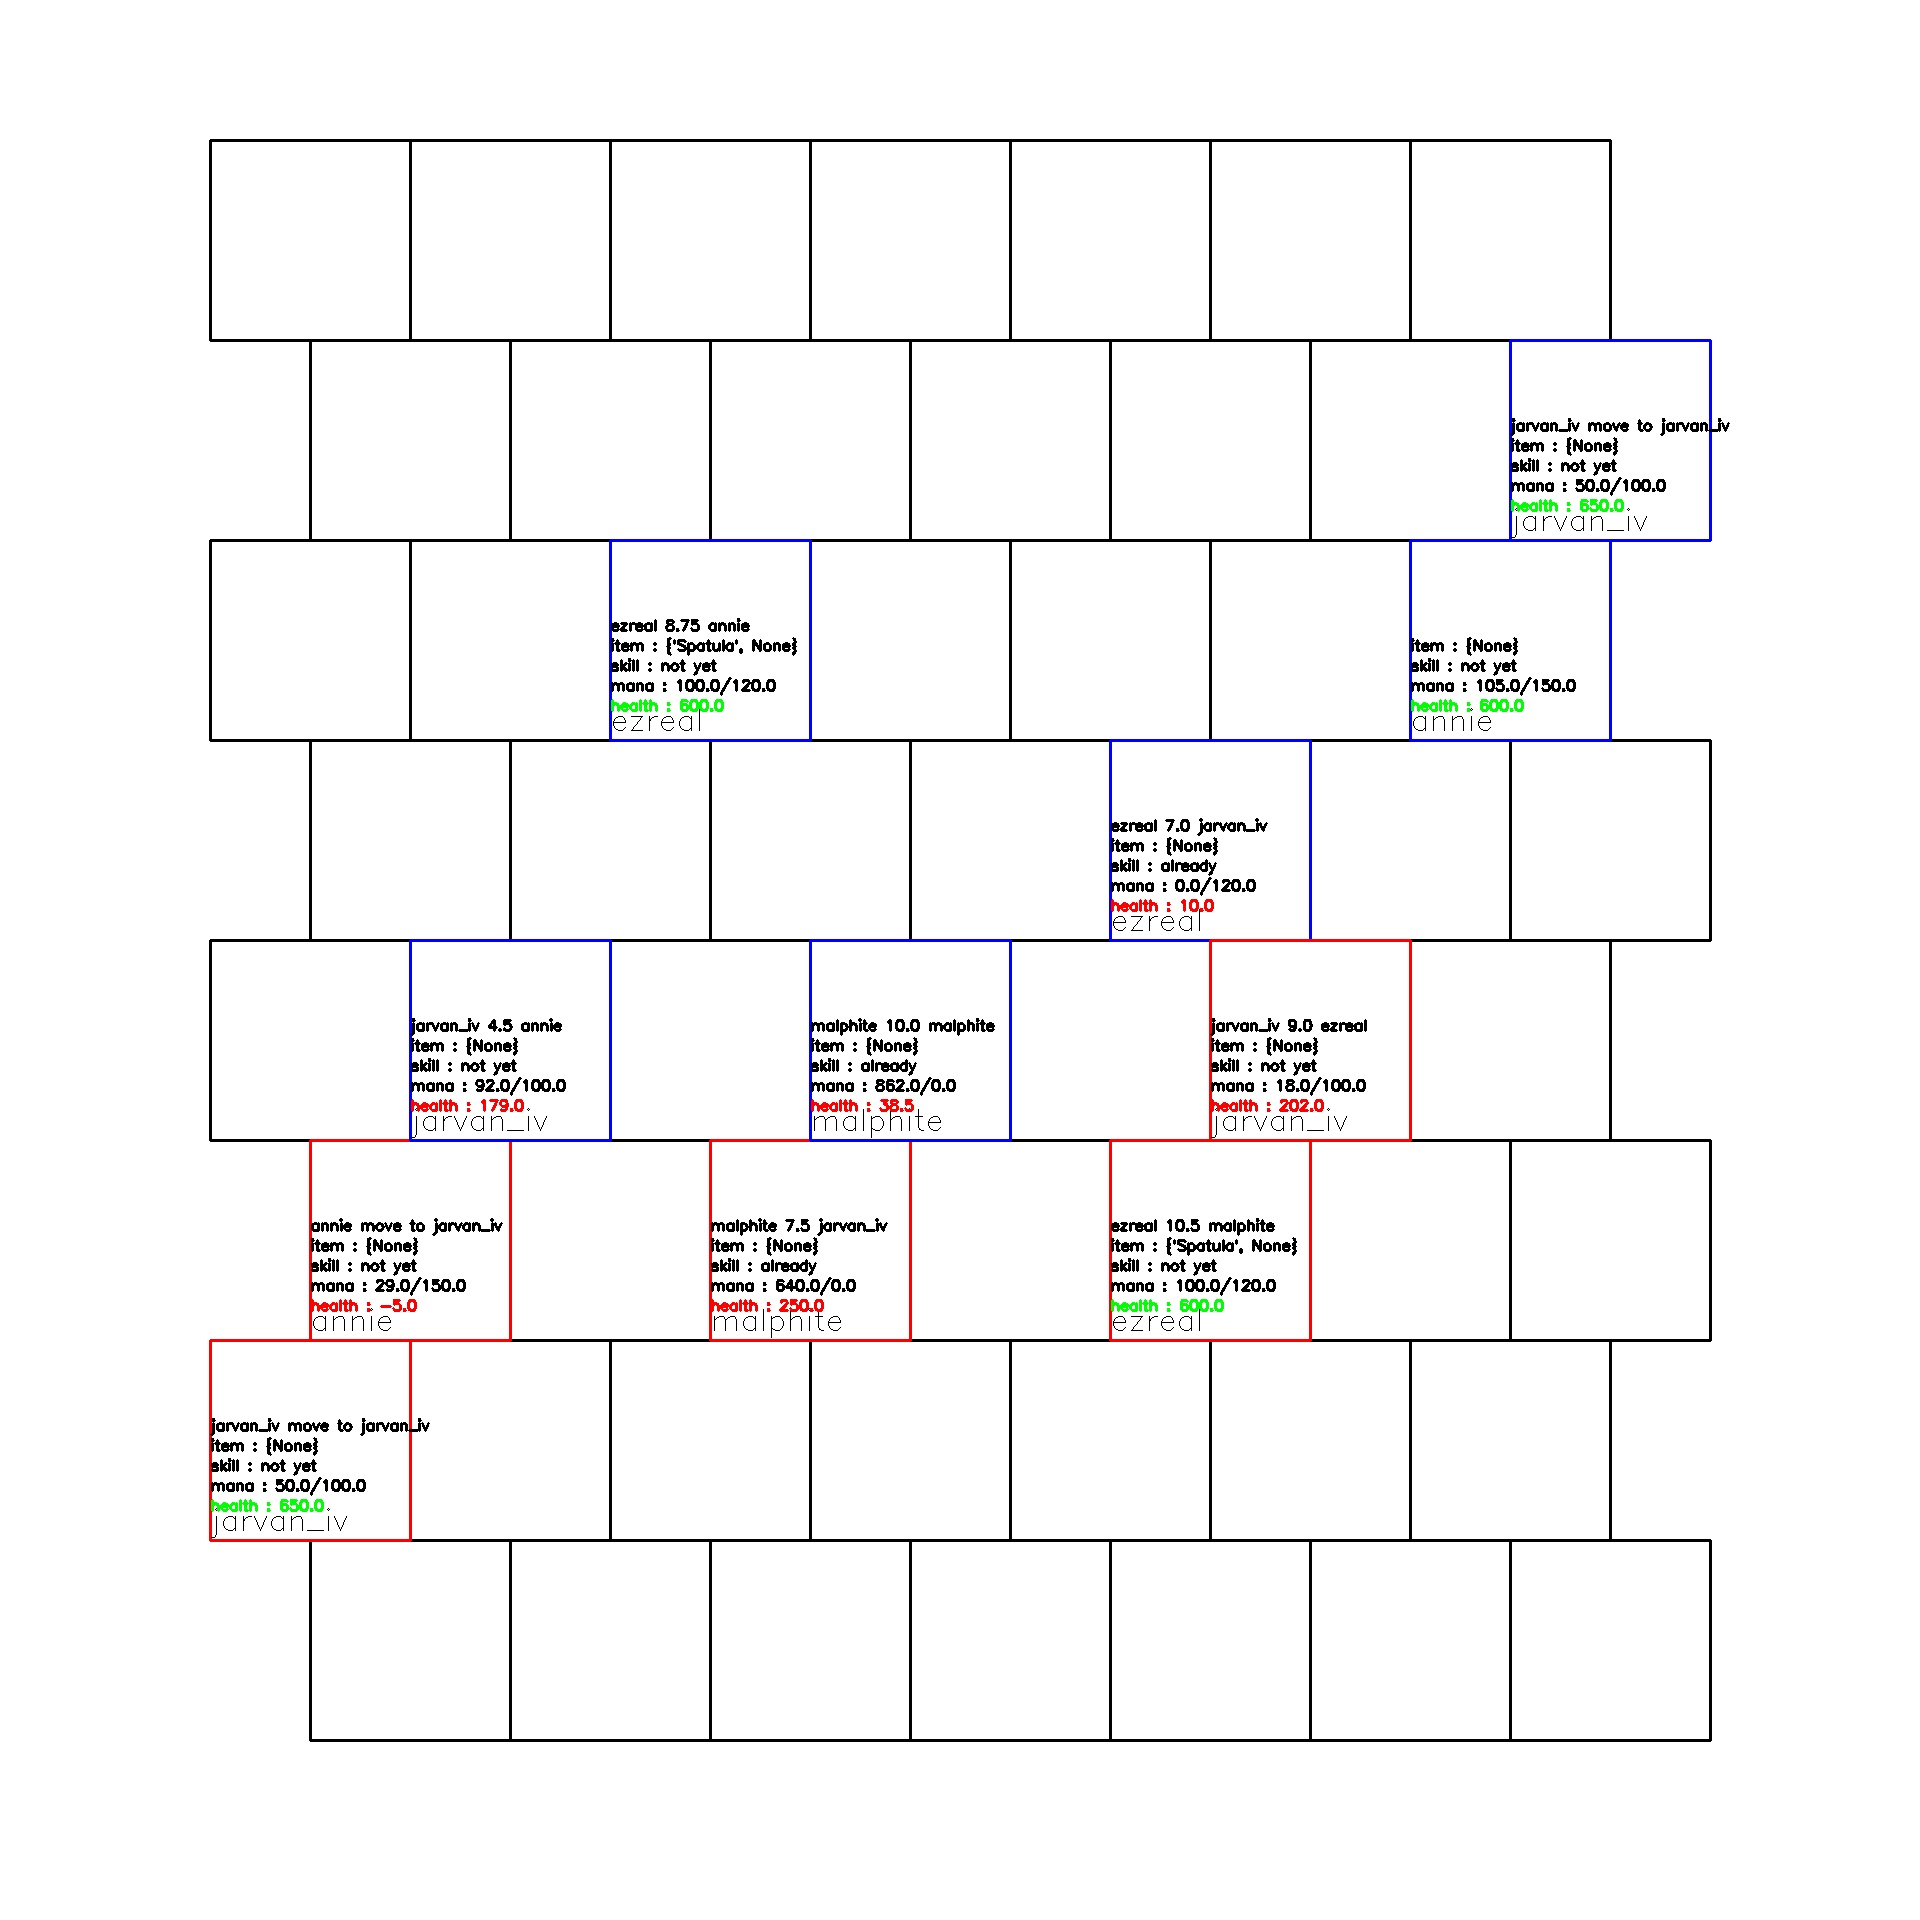 jarvan_iv move to jarvan_iv
item : {None}
skill : not yet
mana : 50.0/100.0
health : 650.0
jarvan_iv
ezreal 8.75 annie
item : {'Spatula', None}
skill : not yet
mana : 100.0/120.0
health : 600.0
ezreal
item : {None}
skill : not yet
mana : 105.0/150.0
health : 600.0
annie
ezreal 7.0 jarvan_iv
item : {None}
skill : already
mana : 0.0/120.0
health : 10.0
ezreal
jarvan_iv 4.5 annie
item : {None}
skill : not yet
mana : 92.0/100.0
health : 179.0
jarvan_iv
malphite 10.0 malphite
item : {None}
skill : already
mana : 862.0/0.0
health : 38.5
malphite
jarvan_iv 9.0 ezreal
item : {None}
skill : not yet
mana : 18.0/100.0
health : 202.0
jarvan_iv
annie move to jarvan_iv
item : {None}
skill : not yet
mana : 29.0/150.0
health : -5.0
annie
malphite 7.5 jarvan_iv
item : {None}
skill : already
mana : 640.0/0.0
health : 250.0
malphite
ezreal 10.5 malphite
item : {'Spatula', None}
skill : not yet
mana : 100.0/120.0
health : 600.0
ezreal
jarvan_iv move to jarvan_iv
item : {None}
skill : not yet
mana : 50.0/100.0
health : 650.0
jarvan_iv